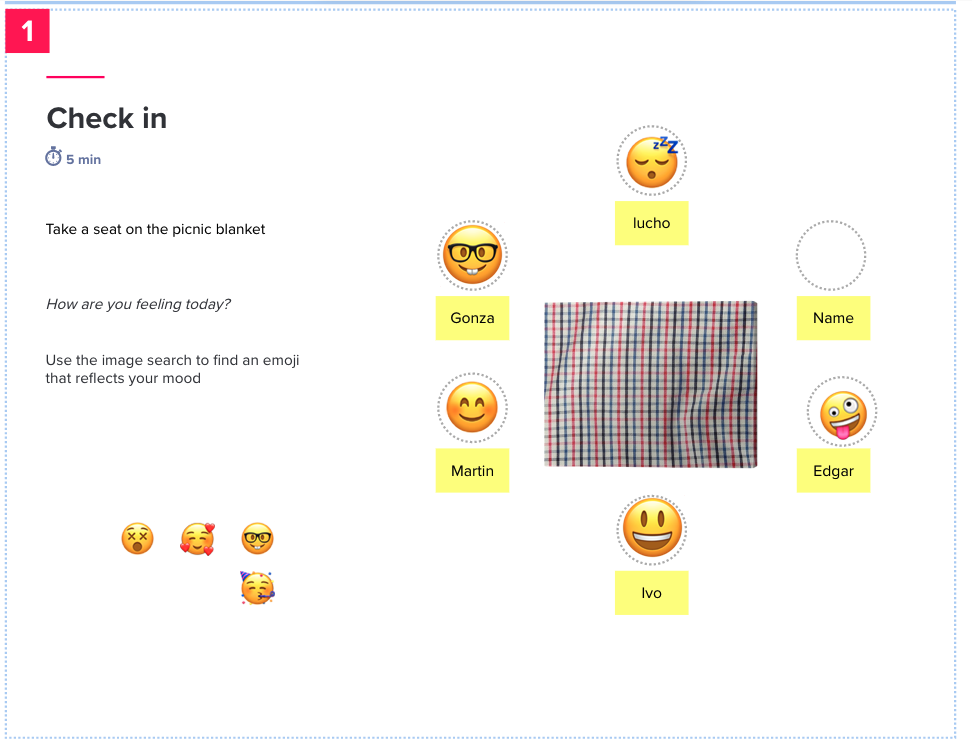 1
Check in
5 min
Take a seat on the picnic blanket
How are you feeling today?
Use the image search to find an emoji
that reflects your mood
zZZ
lucho
Gonza
Name
Martin
Edgar
Ivo